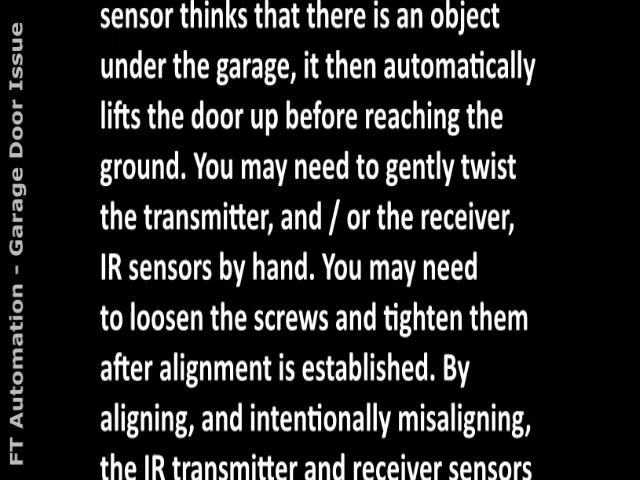 sensor thinks that there is an object
under the garage, it then automatically
lifts the door up before reaching the
ground. You may need to gently twist
the transmitter, and / or the receiver,
IR sensors by hand. You may need
to loosen the screws and tighten them
after alignment is established. By
aligning, and intentionally misaligning,
the IR transmitter and receiver sensors
FT Automation - Garage Door Issue